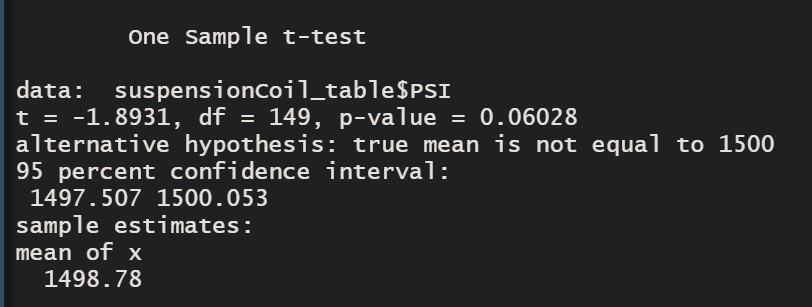 One Sample t-test
data: suspensionCoil_table$PSI
t = -1.8931, df = 149, p-value = 0.06028
alternative hypothesis: true mean is not equal to 1500
95 percent confidence interval:
1497.507 1500.053
sample estimates:
mean of x
1498.78